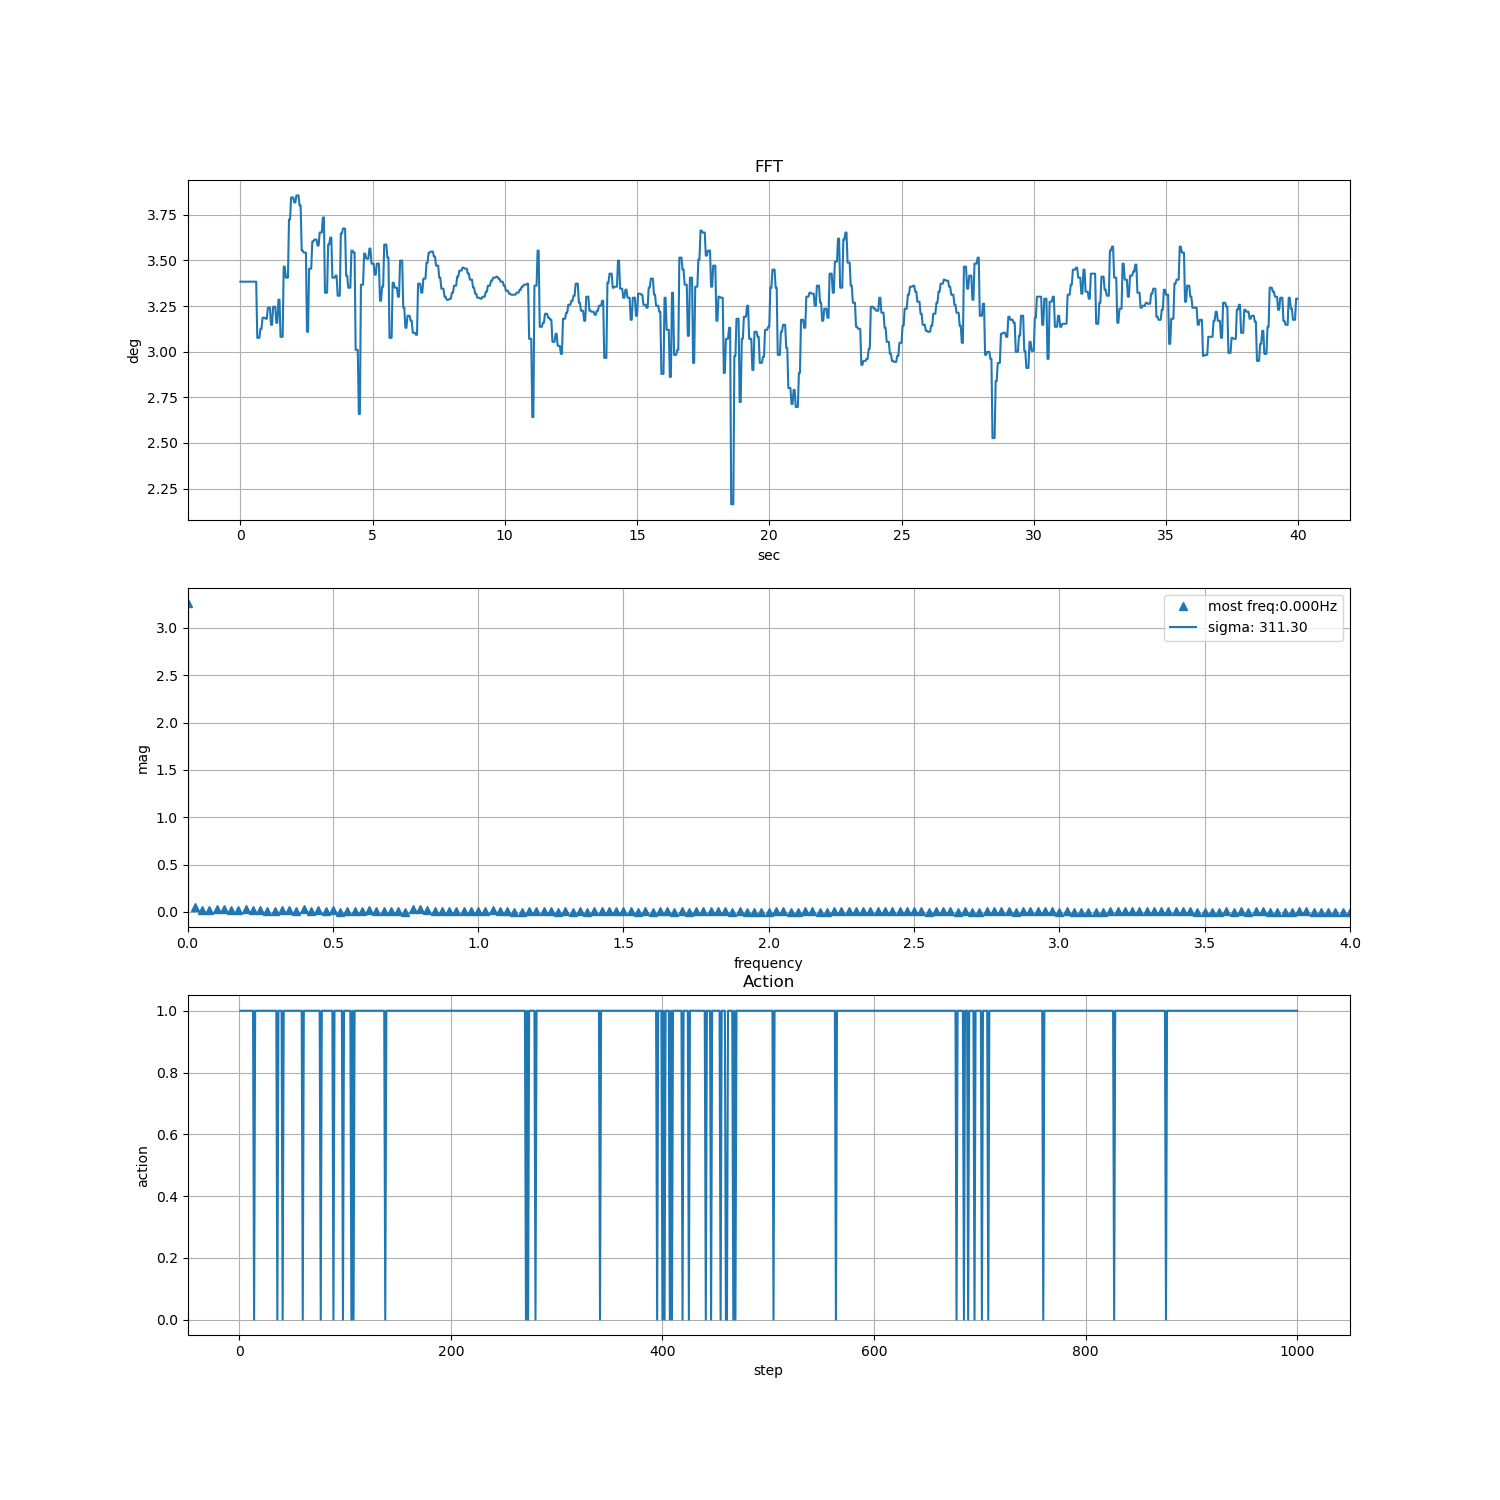 FFT
deg
3.75
3.50
3.25
3.00
2.75
2.50
2.25
0 5 10 15 20 25 30 35 40
sec
mag
3.0
2.5
2.0
1.5
1.0
0.5
0.0
most freq:0.000Hz
sigma: 311.30
0.0 0.5 1.0 1.5 2.0 2.5 3.0 3.5 4.0
frequency
Action
action
1.0
0.8
0.6
0.4
0.2
0.0
0 200 400 600 800 1000
step